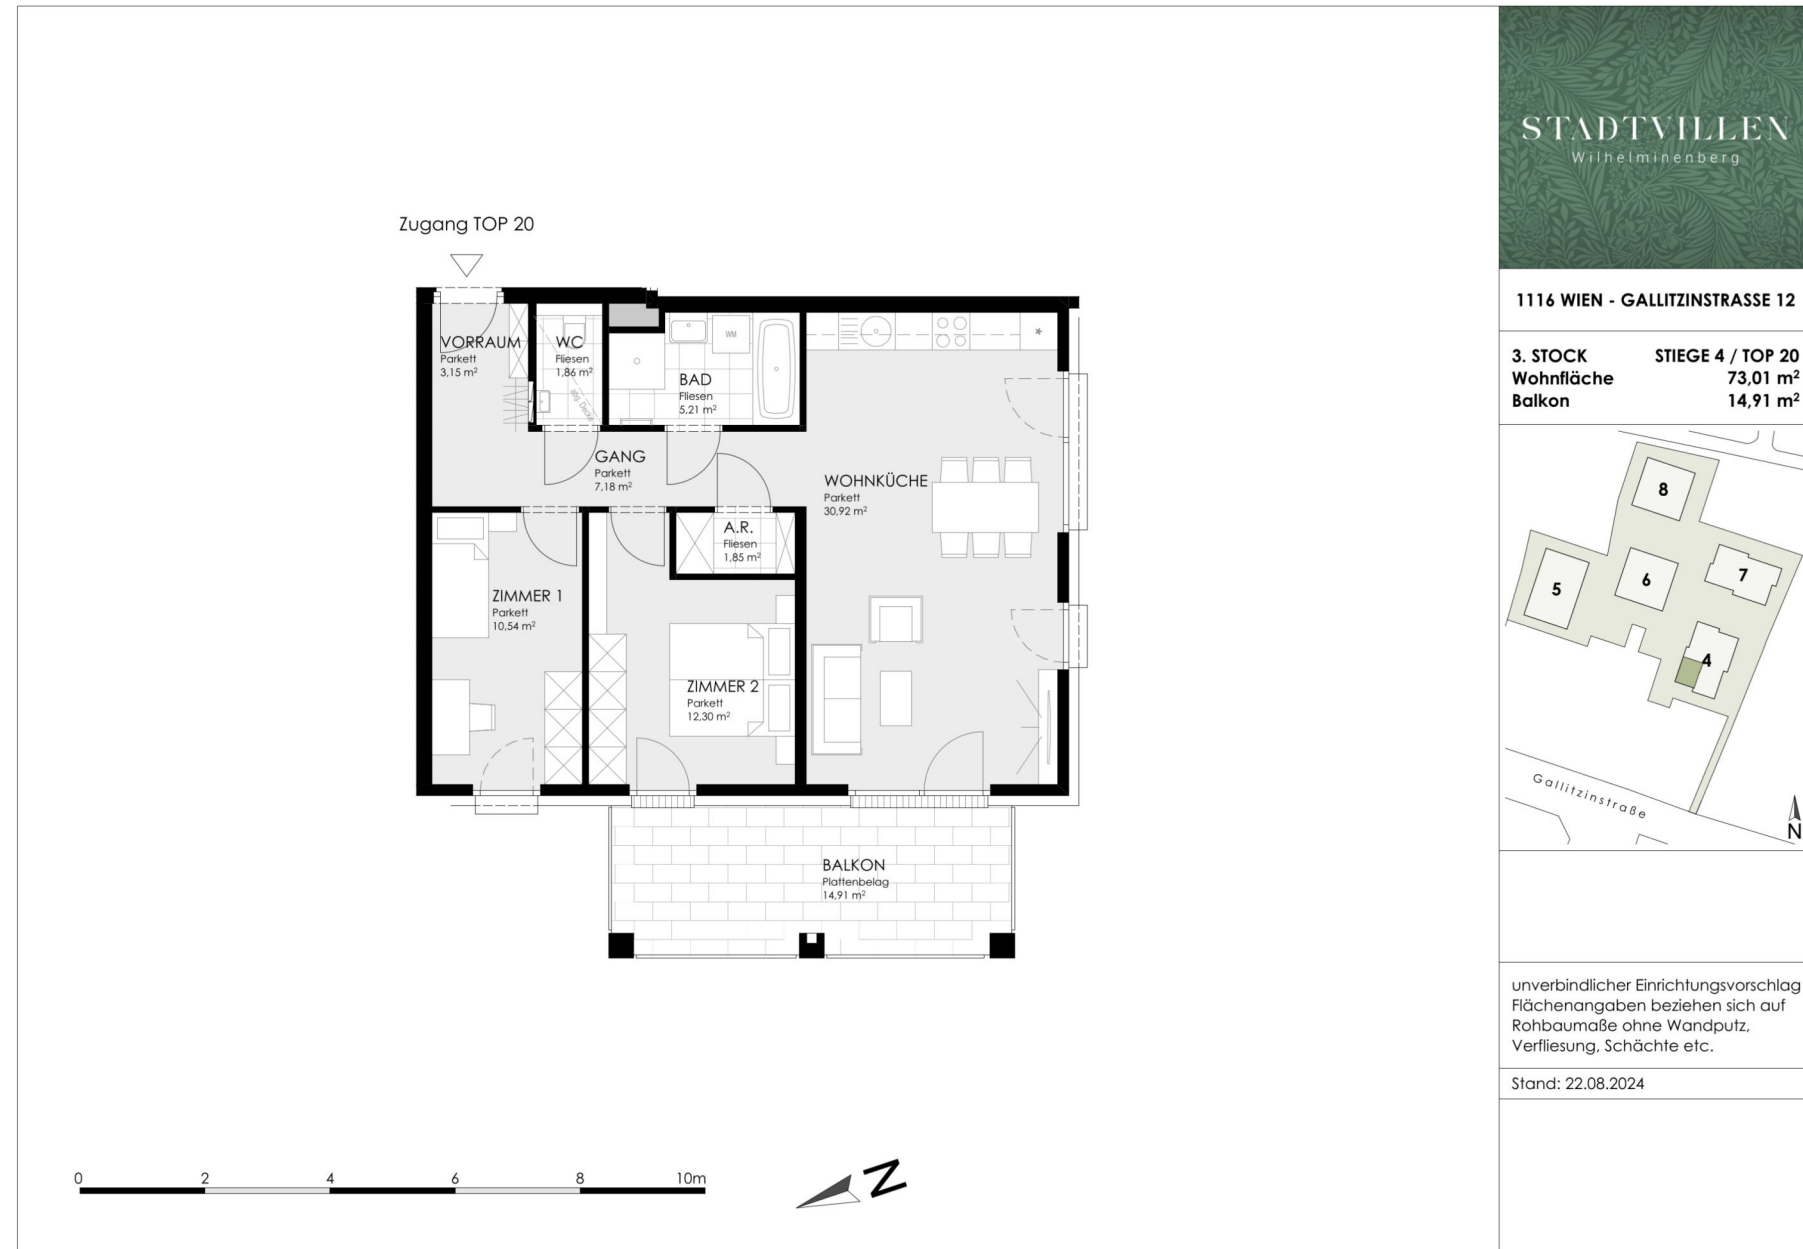 Zugang TOP 20
VORRAUM
Parkett
3,15 m²
WC
Fliesen
1,86 m²
abg. Decke
WM
BAD
Fliesen
5,21 m²
*
GANG
Parkett
7,18 m²
WOHNKÜCHE
Parkett
30,92 m²
A.R.
Fliesen
1,85 m²
ZIMMER 1
Parkett
10,54 m²
ZIMMER 2
Parkett
12,30 m²
BALKON
Plattenbelag
14,91 m²
0 2 4 6 8 10m
N
STADTVILLEN
Wilhelminenberg
1116 WIEN - GALLITZINSTRASSE 12
3. STOCK STIEGE 4 / TOP 20
Wohnfläche 73,01 m²
Balkon 14,91 m²
8
5
6
7
4
Gallitzinstraße
N
unverbindlicher Einrichtungsvorschlag
Flächenangaben beziehen sich auf
Rohbaumaße ohne Wandputz,
Verfliesung, Schächte etc.
Stand: 22.08.2024